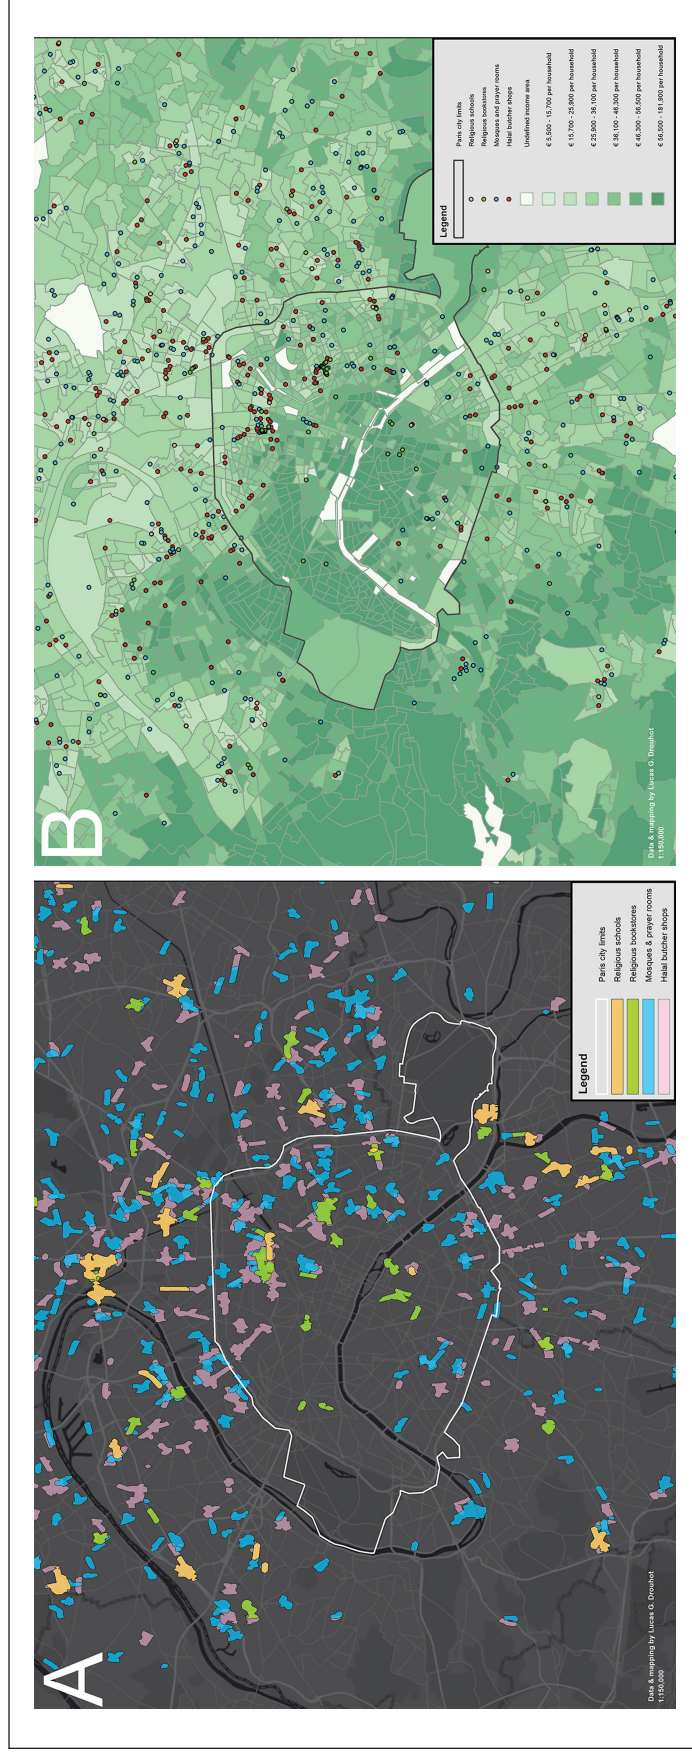 A
Legend
Paris city limits
Religious schools
Religious bookstores
Mosques & prayer rooms
Halal butcher shops
Data & mapping by Lucas G. Drouhot
1:150,000
B
Legend
Paris city limits
Religious schools
Religious bookstores
Mosques and prayer rooms
Halal butcher shops
Undefined income area
€ 5,500 - 15,700 per household
€ 15,700 - 25,900 per household
€ 25,900 - 36,100 per household
€ 36,100 - 46,300 per household
€ 46,300 - 56,500 per household
€ 56,500 - 181,900 per household
Data & mapping by Lucas G. Drouhot
1:150,000